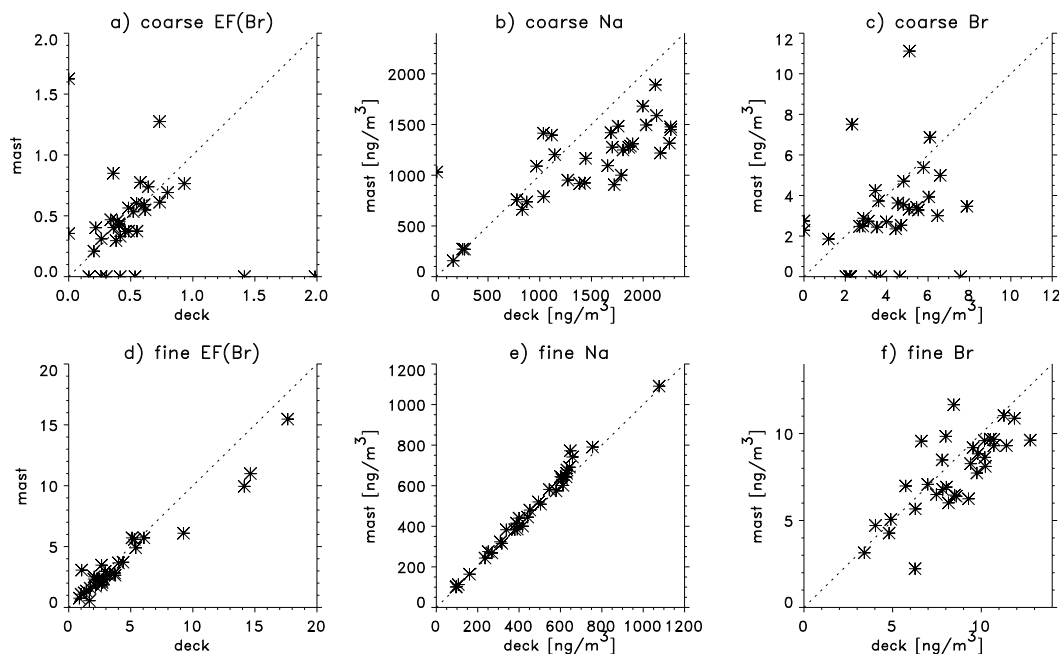 a) coarse EF(Br)
2.0
1.5
1.0
0.5
0.0
mast
0.0 0.5 1.0 1.5 2.0
deck
b) coarse Na
2000
1500
1000
500
0
mast [ng/m³]
0 500 1000 1500 2000
deck [ng/m³]
c) coarse Br
12
10
8
6
4
2
0
mast [ng/m³]
0 2 4 6 8 10 12
deck [ng/m³]
d) fine EF(Br)
20
15
10
5
0
mast
0 5 10 15 20
deck
e) fine Na
1200
1000
800
600
400
200
0
mast [ng/m³]
0 200 400 600 800 1000 1200
deck [ng/m³]
f) fine Br
10
5
0
mast [ng/m³]
0 5 10
deck [ng/m³]